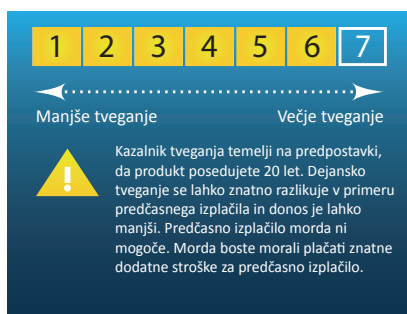 1 2 3 4 5 6 7
Manjše tveganje Večje tveganje
Kazalnik tveganja temelji na predpostavki,
da produkt posedujete 20 let. Dejansko
tveganje se lahko znatno razlikuje v primeru
predčasnega izplačila in donos je lahko
manjši. Predčasno izplačilo morda ni
mogoče. Morda boste morali plačati znatne
dodatne stroške za predčasno izplačilo.